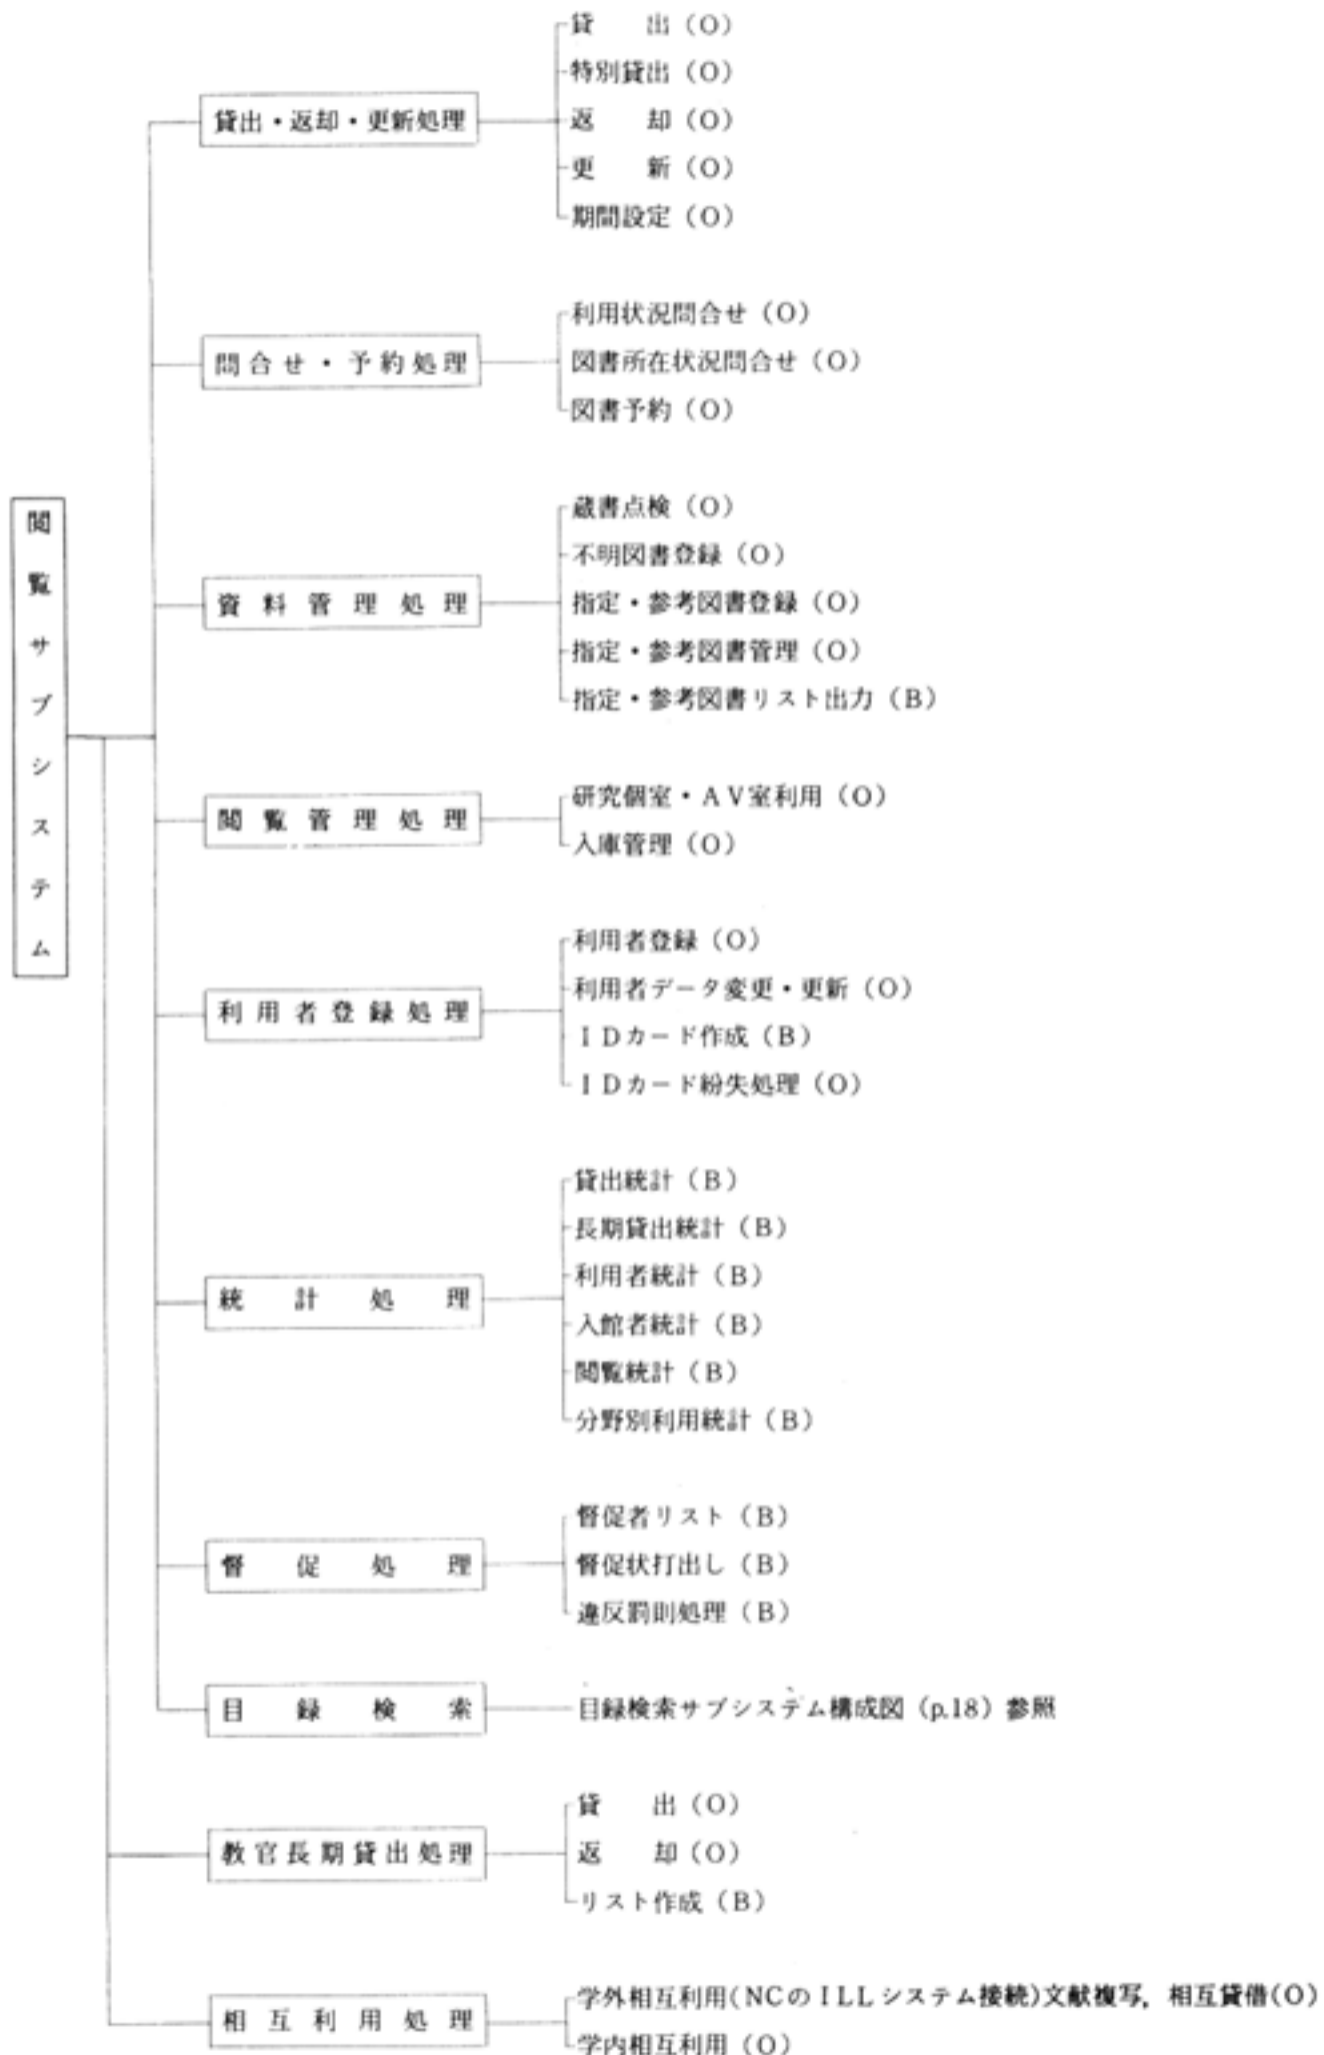 閲覧サブシステム
貸出・返却・更新処理
貸　出（O）
特別貸出（O）
返　却（O）
更　新（O）
期間設定（O）
問合せ・予約処理
利用状況問合せ（O）
図書所在状況問合せ（O）
図書予約（O）
資料管理処理
蔵書点検（O）
不明図書登録（O）
指定・参考図書登録（O）
指定・参考図書管理（O）
指定・参考図書リスト出力（B）
閲覧管理処理
研究個室・AV室利用（O）
入庫管理（O）
利用者登録処理
利用者登録（O）
利用者データ変更・更新（O）
IDカード作成（B）
IDカード紛失処理（O）
統計処理
貸出統計（B）
長期貸出統計（B）
利用者統計（B）
入館者統計（B）
閲覧統計（B）
分野別利用統計（B）
督促処理
督促者リスト（B）
督促状打出し（B）
違反罰則処理（B）
目録検索
目録検索サブシステム構成図（p.18）参照
教官長期貸出処理
貸　出（O）
返　却（O）
リスト作成（B）
相互利用処理
学外相互利用(NCのILLシステム接続)文献複写，相互貸借(O)
学内相互利用（O）